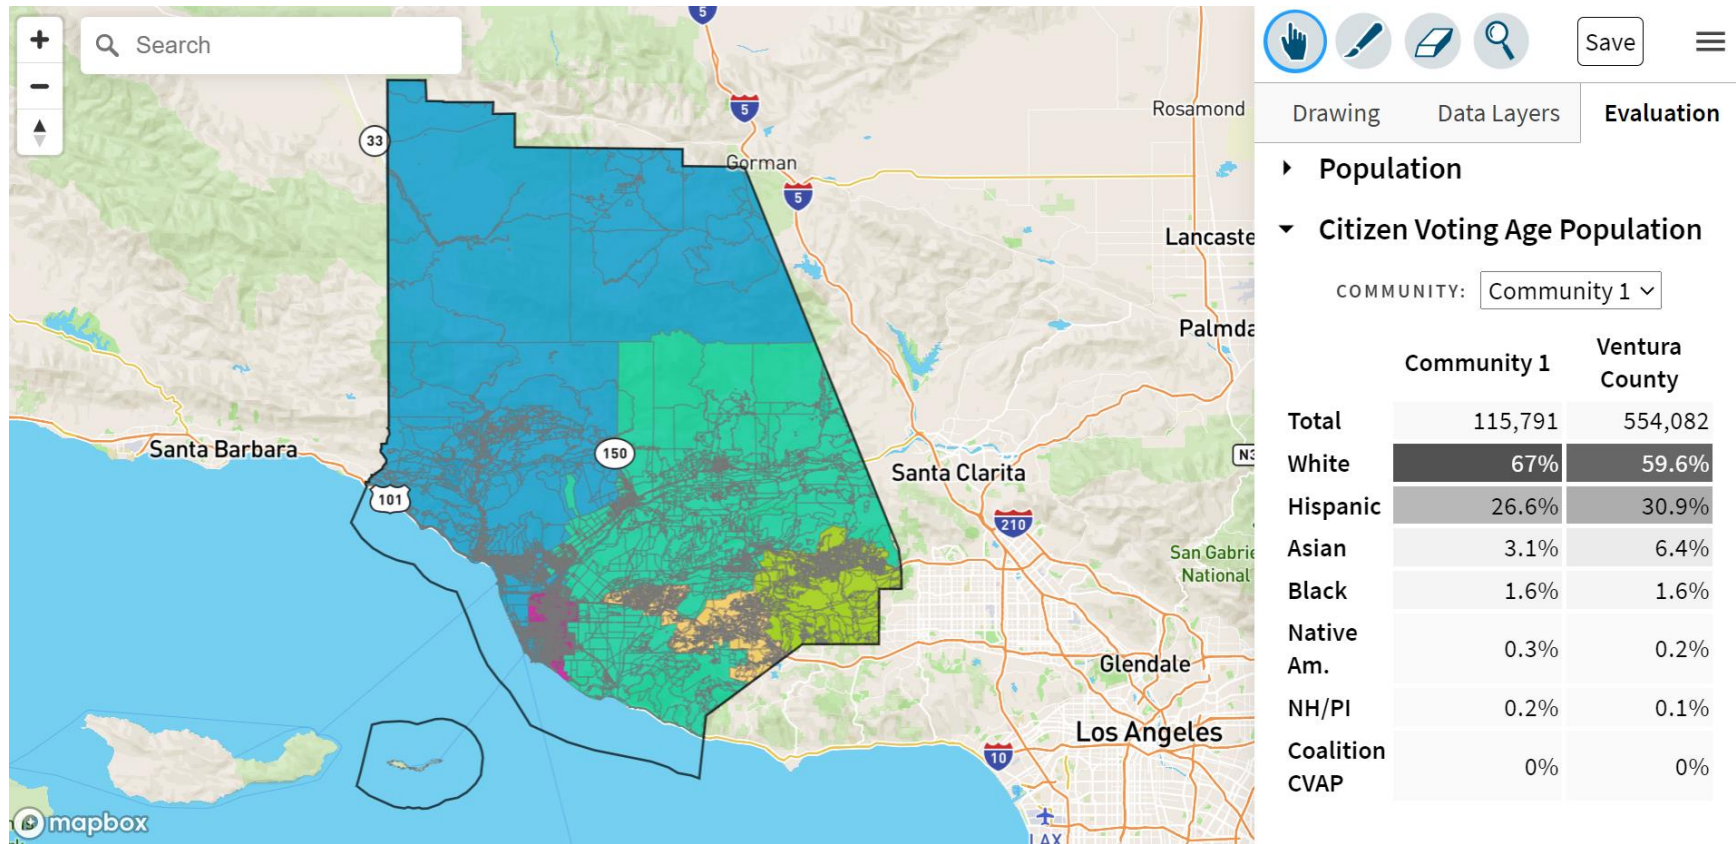 5
+
Search
Save
−
Rosamond
5
33
Drawing
Data Layers
Evaluation
Gorman
Population
5
Citizen Voting Age Population
Lancaste
COMMUNITY:
Community 1
Palmda
Community 1
Ventura
County
Total
115,791
554,082
Santa Barbara
150
White
67%
59.6%
Santa Clarita
101
Hispanic
26.6%
30.9%
210
Asian
3.1%
6.4%
San Gabrie
National
Black
1.6%
1.6%
Native
Am.
0.3%
0.2%
Glendale
NH/PI
0.2%
0.1%
Los Angeles
10
Coalition
CVAP
0%
0%
mapbox
LAX